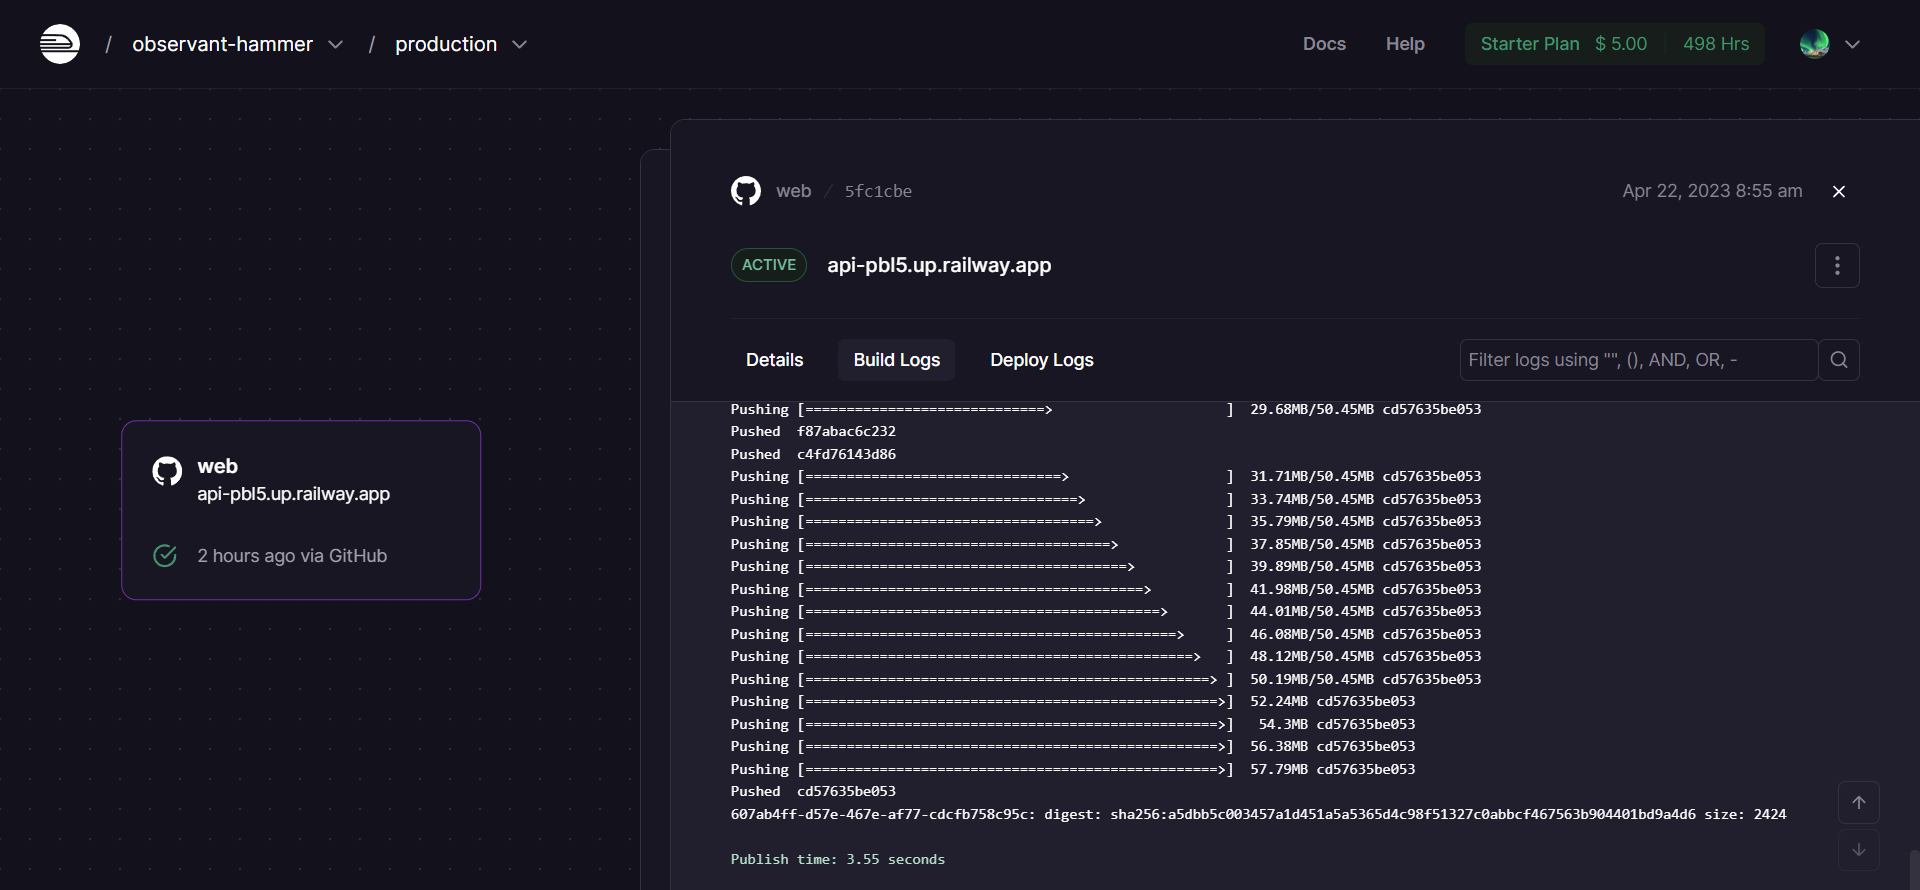 / observant-hammer / production
Docs Help Starter Plan $ 5.00 498 Hrs
web / 5fc1cbe
Apr 22, 2023 8:55 am
ACTIVE api-pbl5.up.railway.app
Details Build Logs Deploy Logs
Filter logs using "", (), AND, OR, -
web
api-pbl5.up.railway.app
2 hours ago via GitHub
Pushing [=============================>                     ]  29.68MB/50.45MB cd57635be053
Pushed  f87abac6c232
Pushed  c4fd76143d86
Pushing [===============================>                   ]  31.71MB/50.45MB cd57635be053
Pushing [=================================>                 ]  33.74MB/50.45MB cd57635be053
Pushing [===================================>               ]  35.79MB/50.45MB cd57635be053
Pushing [=====================================>             ]  37.85MB/50.45MB cd57635be053
Pushing [=======================================>           ]  39.89MB/50.45MB cd57635be053
Pushing [=========================================>         ]  41.98MB/50.45MB cd57635be053
Pushing [===========================================>       ]  44.01MB/50.45MB cd57635be053
Pushing [=============================================>     ]  46.08MB/50.45MB cd57635be053
Pushing [===============================================>   ]  48.12MB/50.45MB cd57635be053
Pushing [=================================================> ]  50.19MB/50.45MB cd57635be053
Pushing [==================================================>]  52.24MB cd57635be053
Pushing [==================================================>]   54.3MB cd57635be053
Pushing [==================================================>]  56.38MB cd57635be053
Pushing [==================================================>]  57.79MB cd57635be053
Pushed  cd57635be053
607ab4ff-d57e-467e-af77-cdcfb758c95c: digest: sha256:a5dbb5c003457a1d451a5a5365d4c98f51327c0abbcf467563b904401bd9a4d6 size: 2424
Publish time: 3.55 seconds